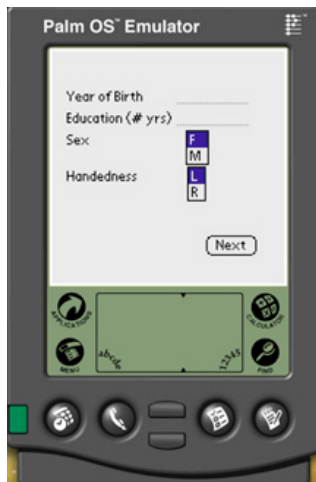 Palm OS™ Emulator
Year of Birth
Education (# yrs)
Sex
F
M
Handedness
L
R
Next
APPLICATIONS
CALCULATOR
MENU
abcde
12345
FIND